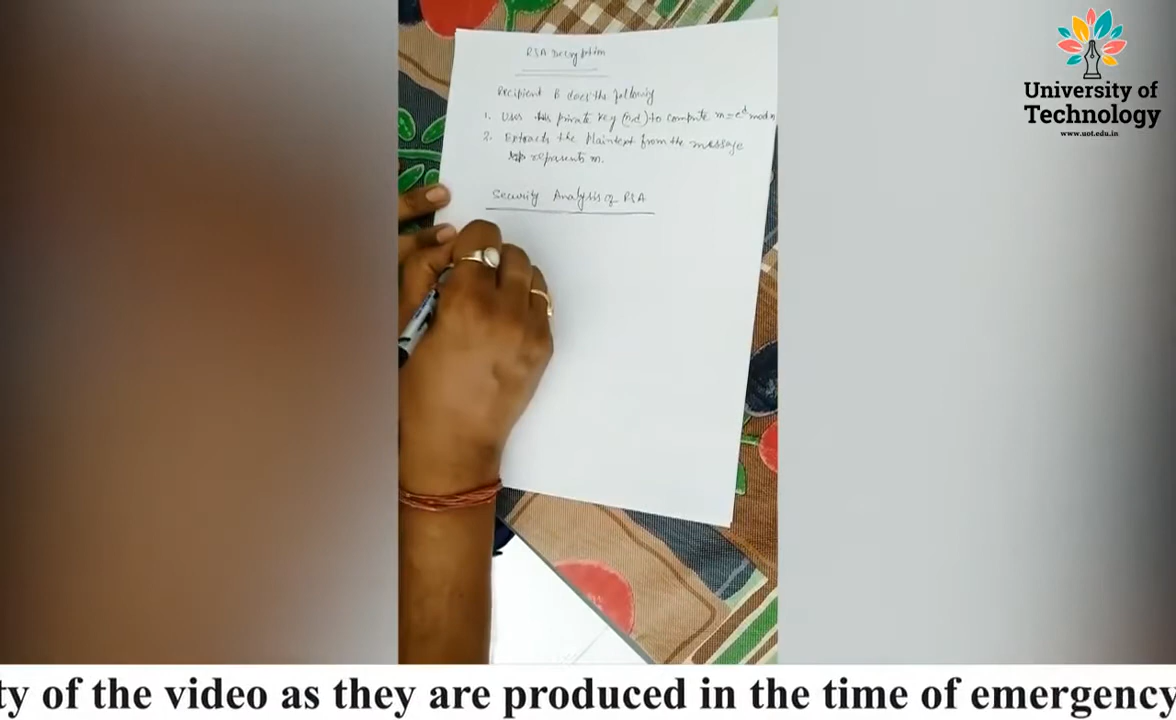 RSA Decryption
Recipient B does the following
1. Uses his private key (n,d) to compute m=c^d mod n
2. Extracts the Plaintext from the message
represents m.
Security Analysis of RSA
University of
Technology
www.uot.edu.in
ty of the video as they are produced in the time of emergency